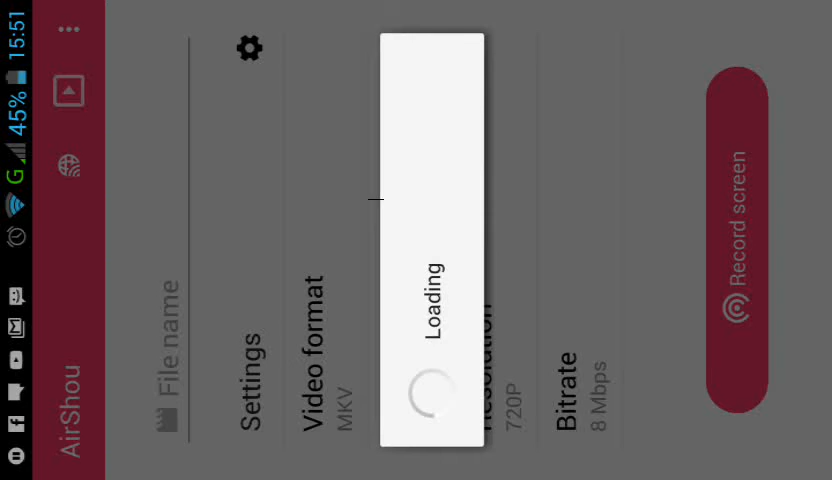 G 45% 15:51
AirShou
File name
Settings
Video format
MKV
Loading
Resolution
720P
Bitrate
8 Mbps
Record screen